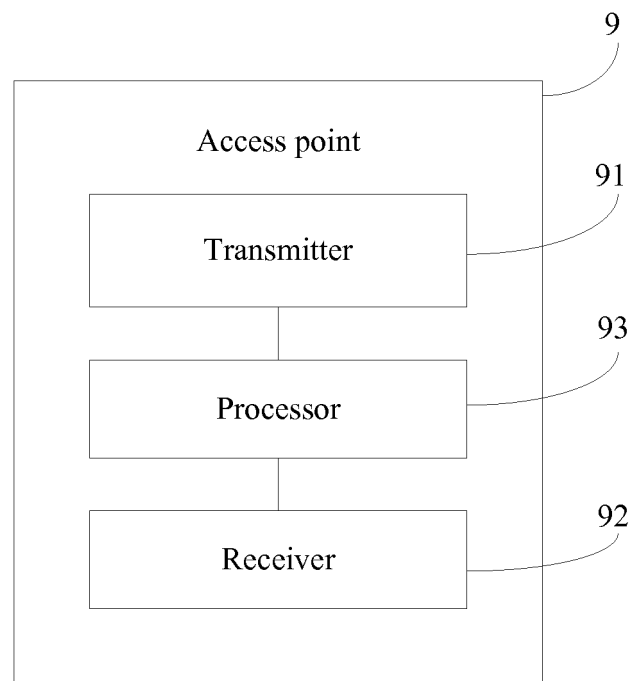 9
Access point
91
Transmitter
93
Processor
92
Receiver